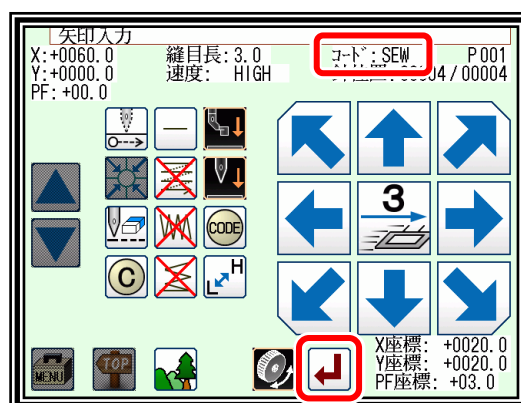 矢印入力
X:+0060.0 縫目長:3.0 コード:SEW P001
Y:+0000.0 速度: HIGH 4/00004
PF:+00.0
3
CODE
C
H
L
MENU
TOP
X座標: +0020.0
Y座標: +0020.0
PF座標: +03.0